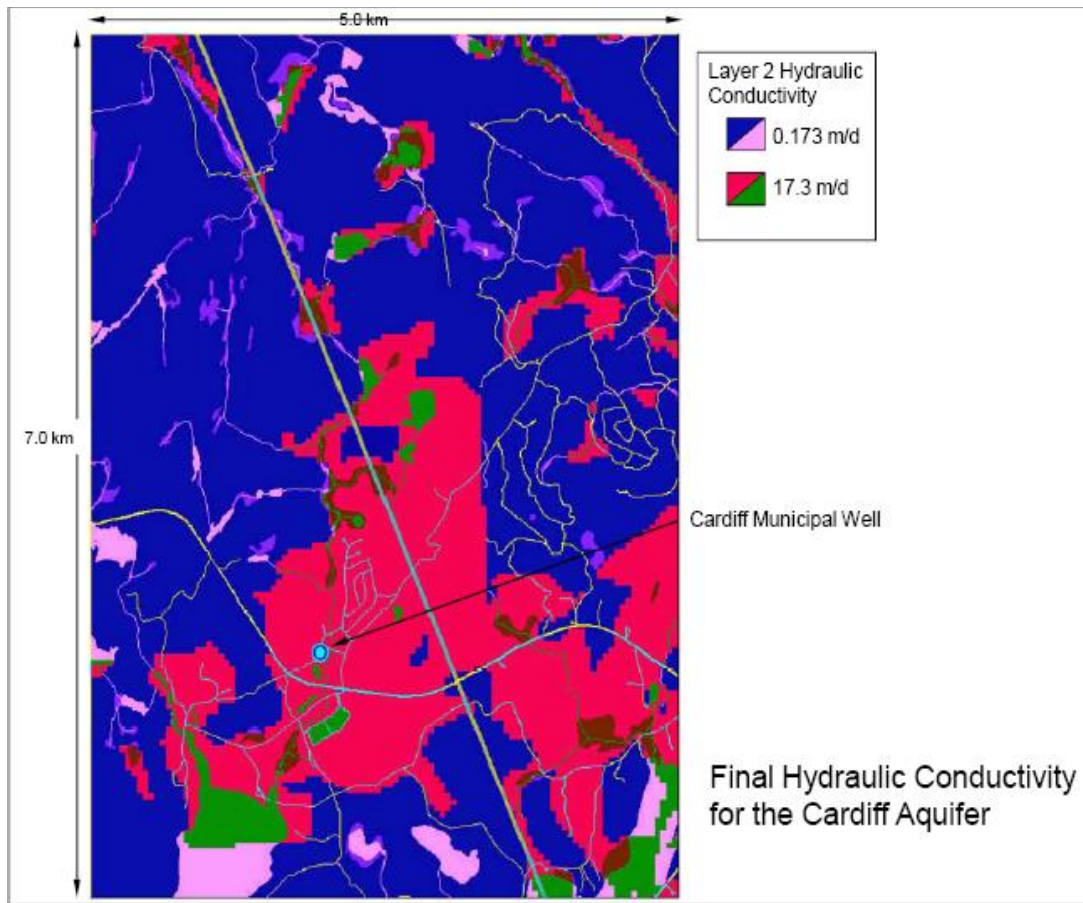 5.0 km
Layer 2 Hydraulic
Conductivity
0.173 m/d
17.3 m/d
7.0 km
Cardiff Municipal Well
Final Hydraulic Conductivity
for the Cardiff Aquifer